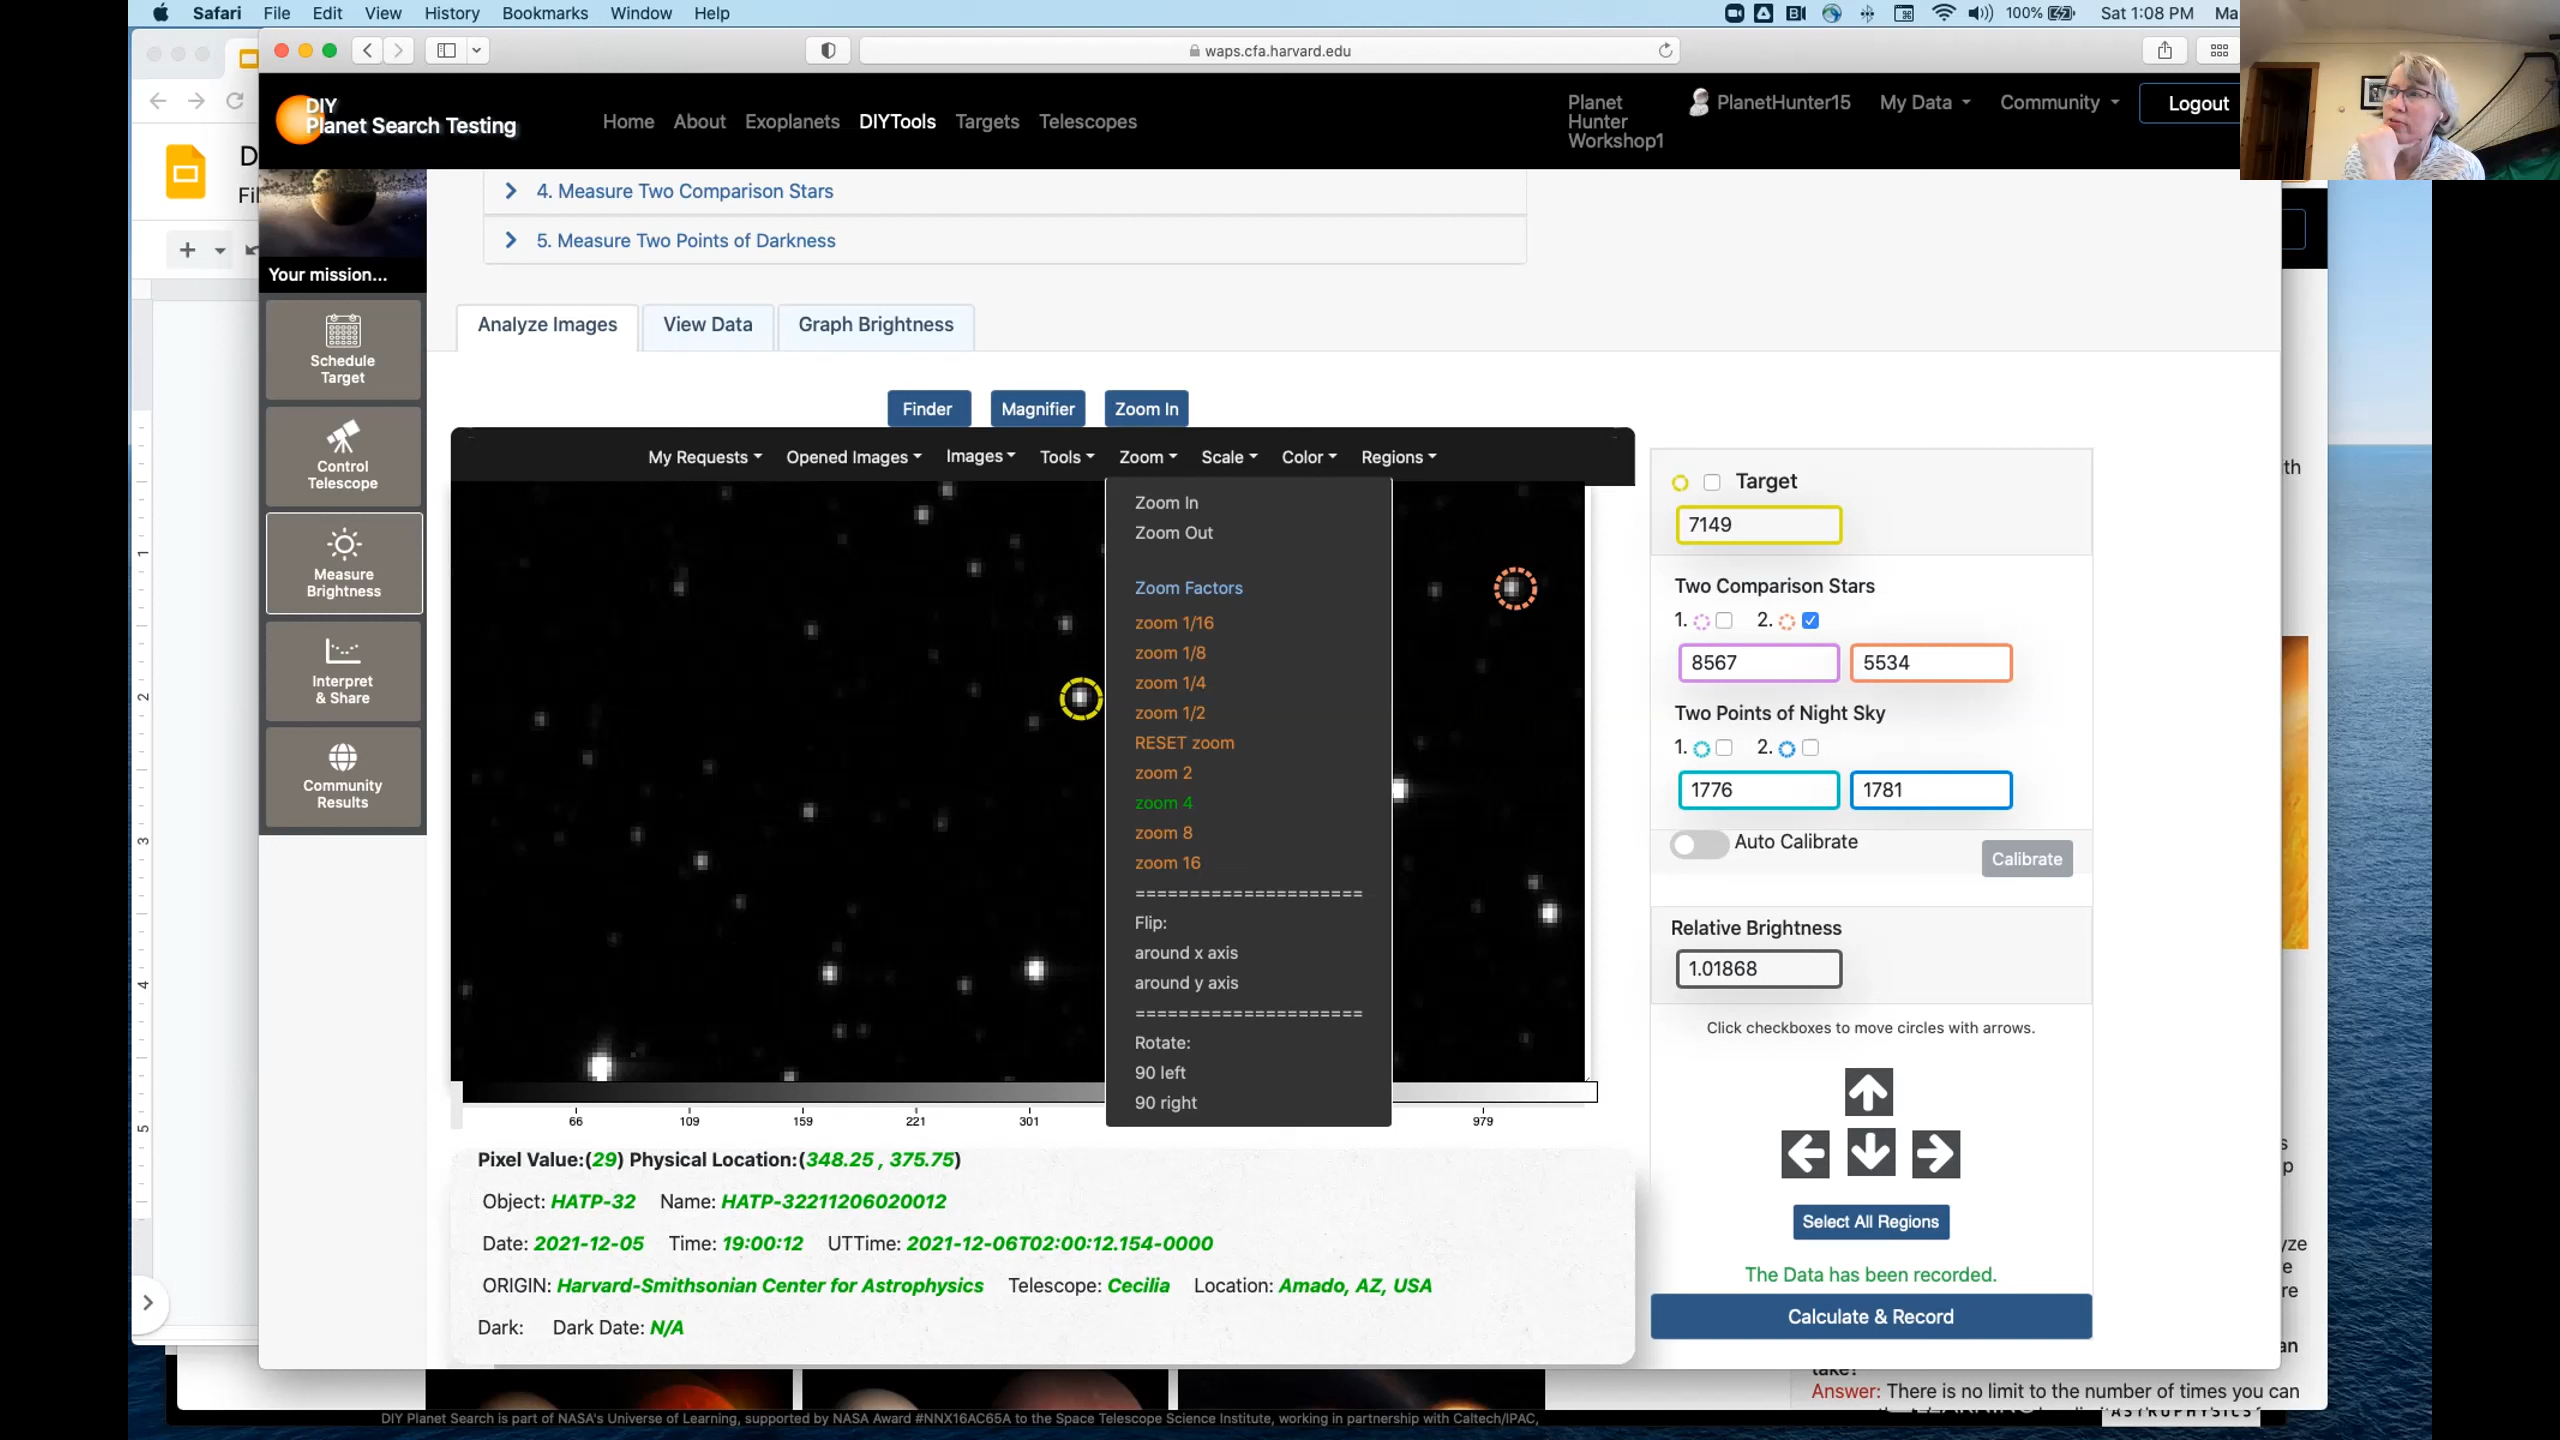 Safari File Edit View History Bookmarks Window Help 100% Sat 1:08 PM Ma
waps.cfa.harvard.edu
DIY
Planet Search Testing
Home About Exoplanets DIYTools Targets Telescopes
Planet
Hunter
Workshop1
PlanetHunter15 My Data Community Logout
D
Fil
4. Measure Two Comparison Stars
5. Measure Two Points of Darkness
Your mission...
Schedule
Target
Control
Telescope
Measure
Brightness
Interpret
& Share
Community
Results
1
2
3
4
5
Analyze Images View Data Graph Brightness
Finder Magnifier Zoom In
My Requests Opened Images Images Tools Zoom Scale Color Regions
Zoom In
Zoom Out
Zoom Factors
zoom 1/16
zoom 1/8
zoom 1/4
zoom 1/2
RESET zoom
zoom 2
zoom 4
zoom 8
zoom 16
=====================
Flip:
around x axis
around y axis
=====================
Rotate:
90 left
90 right
66 109 159 221 301 979
Pixel Value:(29) Physical Location:(348.25 , 375.75)
Object: HATP-32 Name: HATP-32211206020012
Date: 2021-12-05 Time: 19:00:12 UTTime: 2021-12-06T02:00:12.154-0000
ORIGIN: Harvard-Smithsonian Center for Astrophysics Telescope: Cecilia Location: Amado, AZ, USA
Dark: Dark Date: N/A
Target
7149
Two Comparison Stars
1. 2.
8567 5534
Two Points of Night Sky
1. 2.
1776 1781
Auto Calibrate
Calibrate
Relative Brightness
1.01868
Click checkboxes to move circles with arrows.
Select All Regions
The Data has been recorded.
Calculate & Record
th
s
p
yze
e
re
an
take?
Answer: There is no limit to the number of times you can
ASTROPHYSICS
DIY Planet Search is part of NASA's Universe of Learning, supported by NASA Award #NNX16AC65A to the Space Telescope Science Institute, working in partnership with Caltech/IPAC,